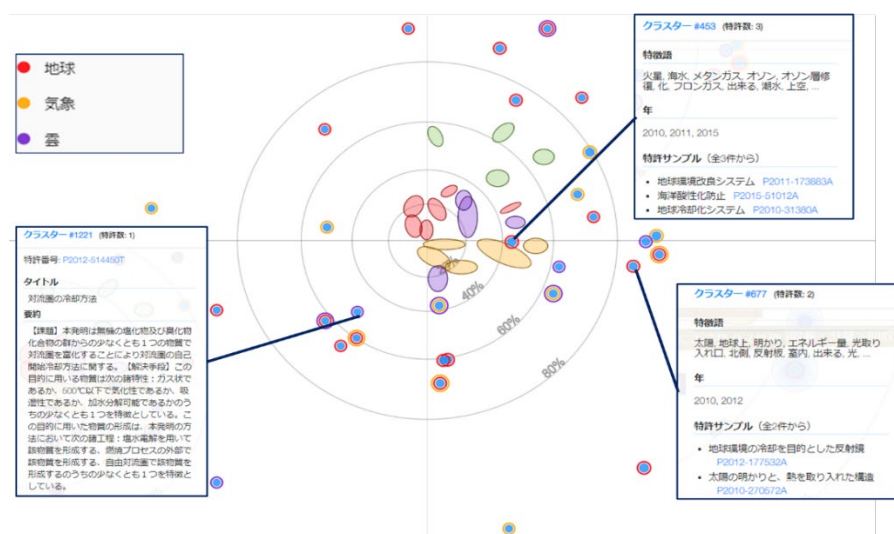 地球
気象
雲
クラスター #453 (特許数: 3)
特徴語
火星, 海水, メタンガス, オゾン, オゾン層修
復, 化, フロンガス, 出来る, 潮水, 上空, ...
年
2010, 2011, 2015
特許サンプル（全3件から）
地球環境改良システム P2011-173883A
海洋酸性化防止 P2015-51012A
地球冷却化システム P2010-31380A
クラスター #1221 (特許数: 1)
特許番号: P2012-514450T
タイトル
対流圏の冷却方法
要約
【課題】本発明は無機の塩化物及び臭化物
化合物の群からの少なくとも１つの物質で
対流圏を富化することにより対流圏の自己
開始冷却方法に関する。【解決手段】この
目的に用いる物質は次の諸特性：ガス状で
あるか、500℃以下で気化性であるか、吸
湿性であるか、加水分解可能であるかのう
ちの少なくとも１つを特徴としている。こ
の目的に用いた物質の形成は、本発明の方
法において次の諸工程：塩水電解を用いて
該物質を形成する、燃焼プロセスの外部で
該物質を形成する、自由対流圏で該物質を
形成するのうちの少なくとも１つを特徴と
している。
20%
40%
60%
80%
クラスター #677 (特許数: 2)
特徴語
太陽, 地球上, 明かり, エネルギー量, 光取り
入れ口, 北側, 反射板, 室内, 出来る, 光, ...
年
2010, 2012
特許サンプル（全2件から）
地球環境の冷却を目的とした反射鏡
P2012-177532A
太陽の明かりと、熱を取り入れた構造
P2010-270572A